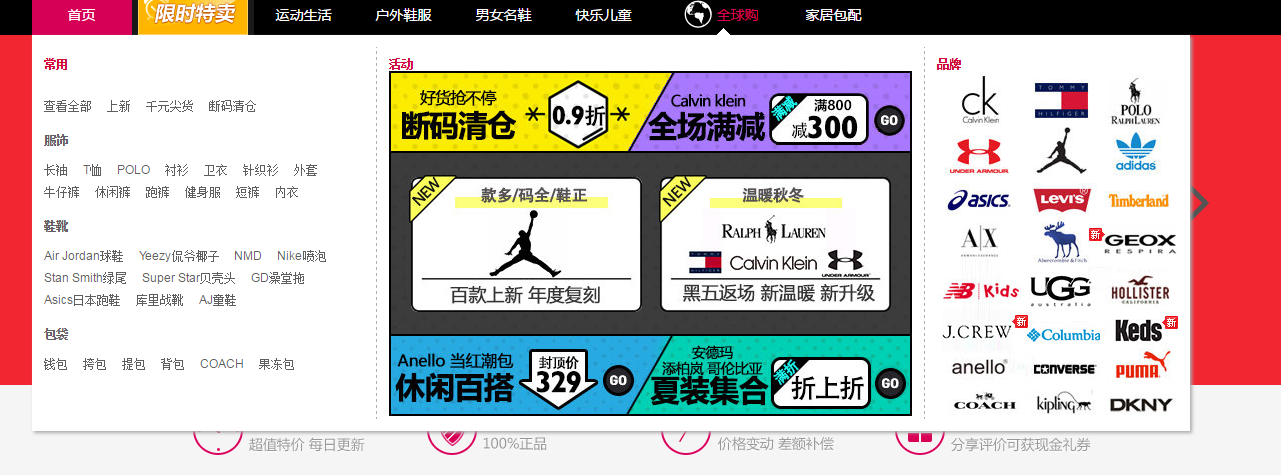 首页 限时特卖 运动生活 户外鞋服 男女名鞋 快乐儿童 全球购 家居包配
常用
查看全部 上新 千元尖货 断码清仓
服饰
长袖 T恤 POLO 衬衫 卫衣 针织衫 外套
牛仔裤 休闲裤 跑裤 健身服 短裤 内衣
鞋靴
Air Jordan球鞋 Yeezy侃爷椰子 NMD Nike喷泡
Stan Smith绿尾 Super Star贝壳头 GD澡堂拖
Asics日本跑鞋 库里战靴 AJ童鞋
包袋
钱包 挎包 提包 背包 COACH 果冻包
活动
好货抢不停
断码清仓
0.9折
Calvin klein
全场满减
满减
满800
减300
GO
NEW
款多/码全/鞋正
百款上新 年度复刻
NEW
温暖秋冬
RALPH LAUREN
TOMMY HILFIGER Calvin Klein UNDER ARMOUR
黑五返场 新温暖 新升级
Anello 当红潮包
休闲百搭
封顶价
329
GO
安德玛
添柏岚 哥伦比亚
夏装集合
满折
折上折
GO
品牌
ck
Calvin Klein
TOMMY
HILFIGER
POLO
RALPH LAUREN
UNDER ARMOUR
adidas
asics LEVI'S Timberland
A|X
ARMANI EXCHANGE
Abercrombie & Fitch
新
GEOX
RESPIRA
NB Kids
UGG
australia
HOLLISTER
CALIFORNIA
J.CREW 新 Columbia Keds 新
anello CONVERSE PUMA
COACH kipling DKNY
超值特价 每日更新 100%正品 价格变动 差额补偿 分享评价可获现金礼券